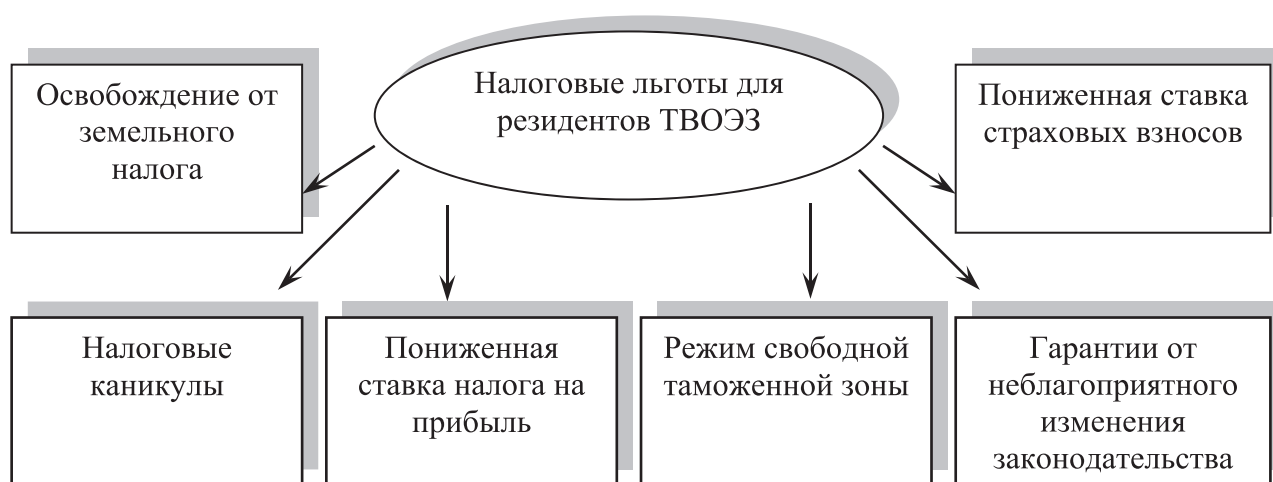 Налоговые льготы для
резидентов ТВОЭЗ
Освобождение от
земельного
налога
Пониженная ставка
страховых взносов
Налоговые
каникулы
Пониженная
ставка налога на
прибыль
Режим свободной
таможенной зоны
Гарантии от
неблагоприятного
изменения
законодательства